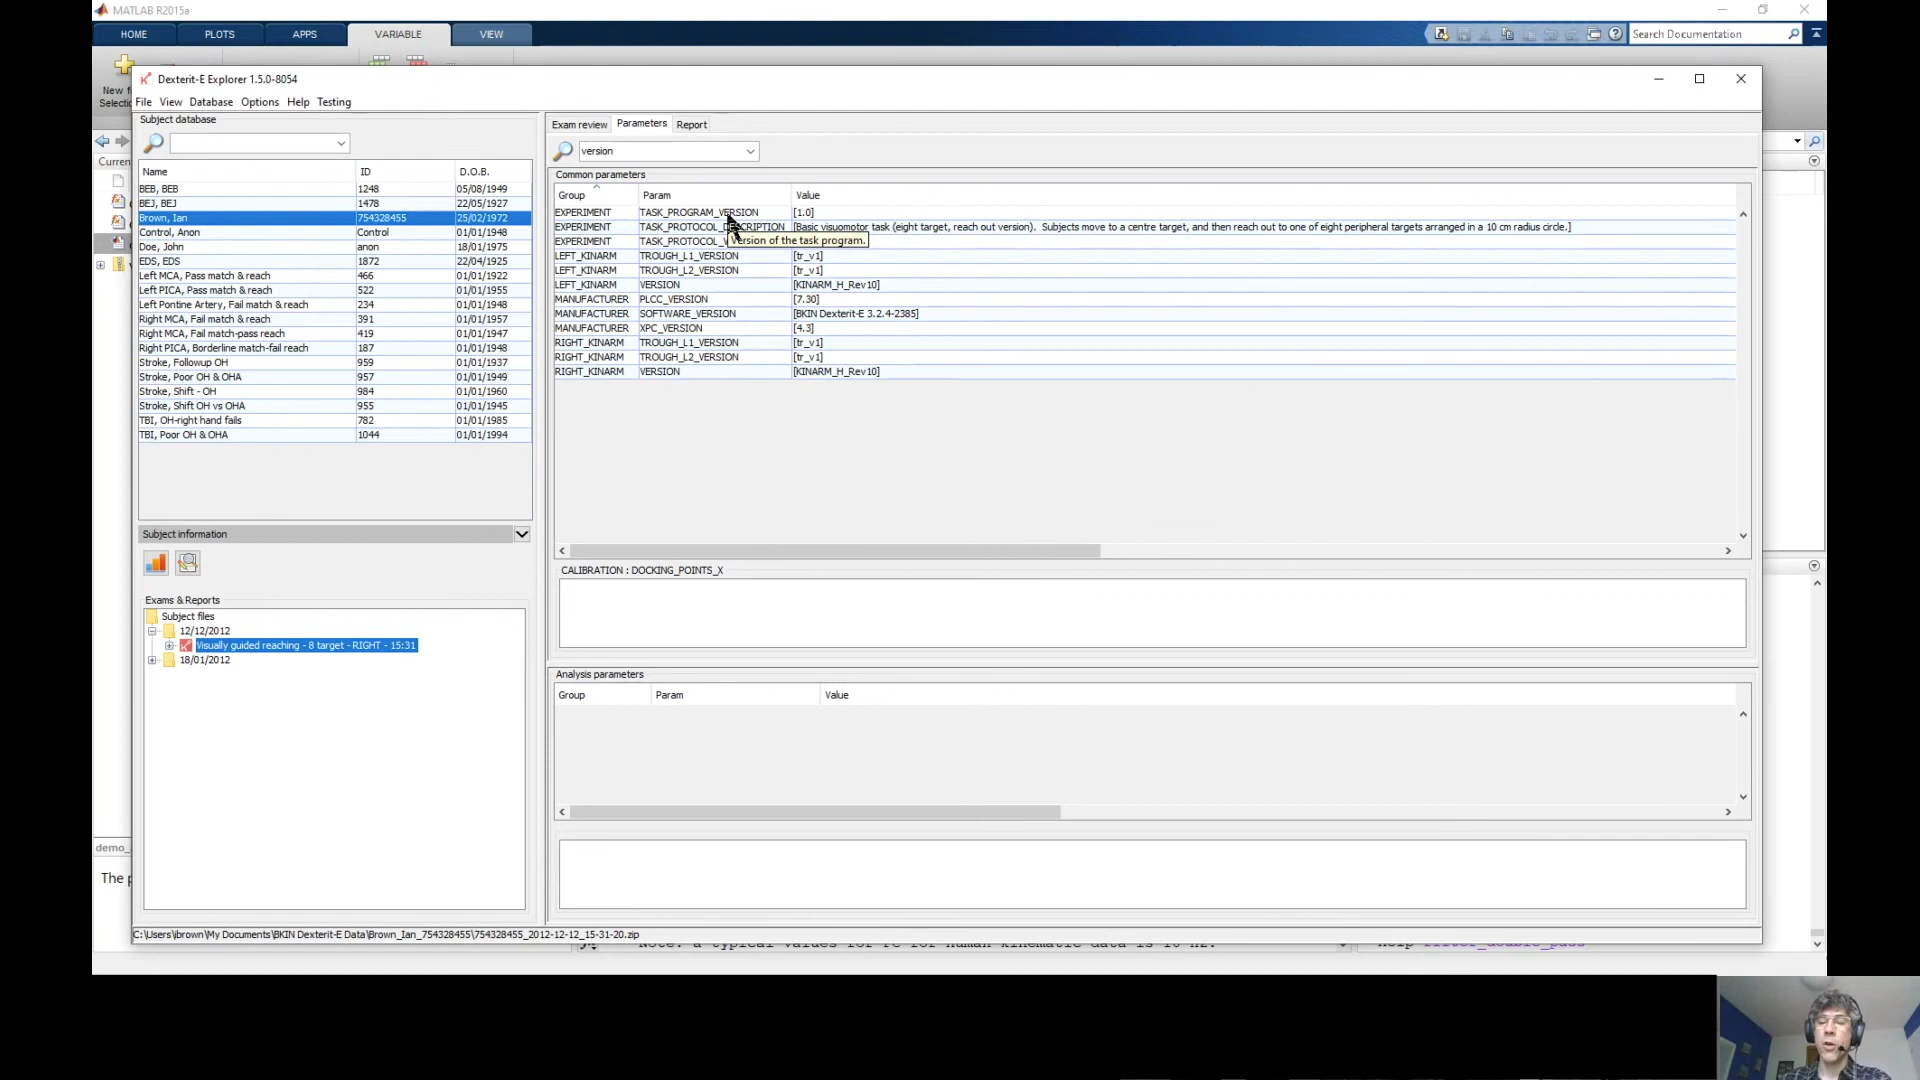 MATLAB R2015a
HOME PLOTS APPS VARIABLE VIEW
Search Documentation
New f
Selectio
Dexterit-E Explorer 1.5.0-8054
File View Database Options Help Testing
Subject database
Name ID D.O.B.
BEB, BEB 1248 05/08/1949
BEJ, BEJ 1478 22/05/1927
Brown, Ian 754328455 25/02/1972
Control, Anon Control 01/01/1948
Doe, John anon 18/01/1975
EDS, EDS 1872 22/04/1925
Left MCA, Pass match & reach 466 01/01/1922
Left PICA, Pass match & reach 522 01/01/1955
Left Pontine Artery, Fail match & reach 234 01/01/1948
Right MCA, Fail match & reach 391 01/01/1957
Right MCA, Fail match-pass reach 419 01/01/1947
Right PICA, Borderline match-fail reach 187 01/01/1948
Stroke, Followup OH 959 01/01/1937
Stroke, Poor OH & OHA 957 01/01/1949
Stroke, Shift - OH 984 01/01/1960
Stroke, Shift OH vs OHA 955 01/01/1945
TBI, OH-right hand fails 782 01/01/1985
TBI, Poor OH & OHA 1044 01/01/1994
Subject information
Exams & Reports
Subject files
12/12/2012
Visually guided reaching - 8 target - RIGHT - 15:31
18/01/2012
Exam review Parameters Report
version
Common parameters
Group Param Value
EXPERIMENT TASK_PROGRAM_VERSION [1.0]
EXPERIMENT TASK_PROTOCOL_DESCRIPTION [Basic visuomotor task (eight target, reach out version). Subjects move to a centre target, and then reach out to one of eight peripheral targets arranged in a 10 cm radius circle.]
EXPERIMENT TASK_PROTOCOL_V
Version of the task program.
LEFT_KINARM TROUGH_L1_VERSION [tr_v1]
LEFT_KINARM TROUGH_L2_VERSION [tr_v1]
LEFT_KINARM VERSION [KINARM_H_Rev10]
MANUFACTURER PLCC_VERSION [7.30]
MANUFACTURER SOFTWARE_VERSION [BKIN Dexterit-E 3.2.4-2385]
MANUFACTURER XPC_VERSION [4.3]
RIGHT_KINARM TROUGH_L1_VERSION [tr_v1]
RIGHT_KINARM TROUGH_L2_VERSION [tr_v1]
RIGHT_KINARM VERSION [KINARM_H_Rev10]
CALIBRATION : DOCKING_POINTS_X
Analysis parameters
Group Param Value
C:\Users\ibrown\My Documents\BKIN Dexterit-E Data\Brown_Ian_754328455\754328455_2012-12-12_15-31-20.zip
Curren
demo_
The p